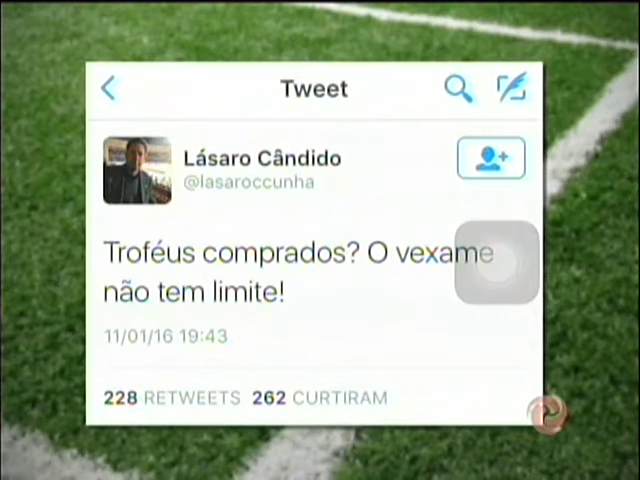 Tweet
Lásaro Cândido
@lasaroccunha
Troféus comprados? O vexame
não tem limite!
11/01/16 19:43
228 RETWEETS 262 CURTIRAM